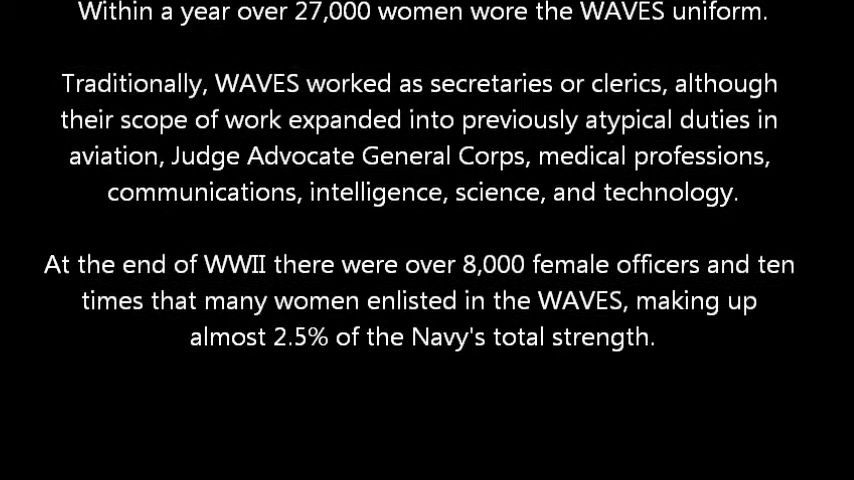 Within a year over 27,000 women wore the WAVES uniform.
Traditionally, WAVES worked as secretaries or clerics, although
their scope of work expanded into previously atypical duties in
aviation, Judge Advocate General Corps, medical professions,
communications, intelligence, science, and technology.
At the end of WWII there were over 8,000 female officers and ten
times that many women enlisted in the WAVES, making up
almost 2.5% of the Navy's total strength.